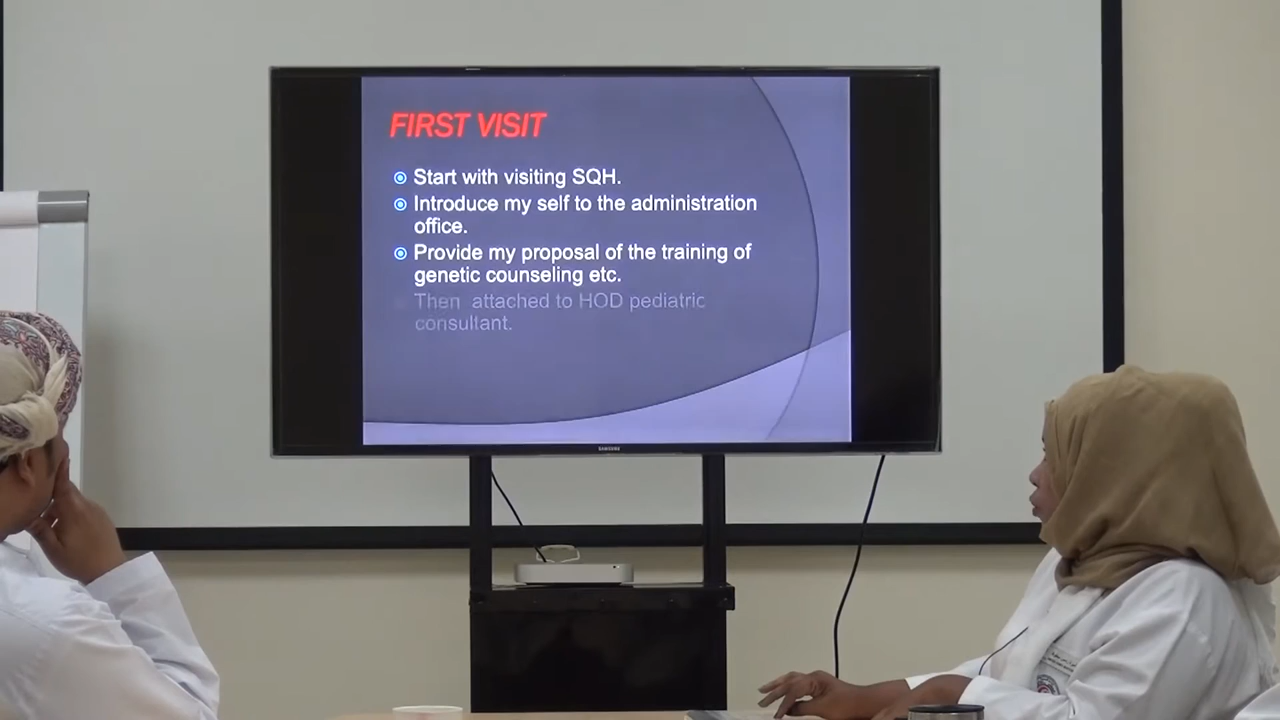 FIRST VISIT
Start with visiting SQH.
Introduce my self to the administration
office.
Provide my proposal of the training of
genetic counseling etc.
Then attached to HOD pediatric
consultant.
SAMSUNG